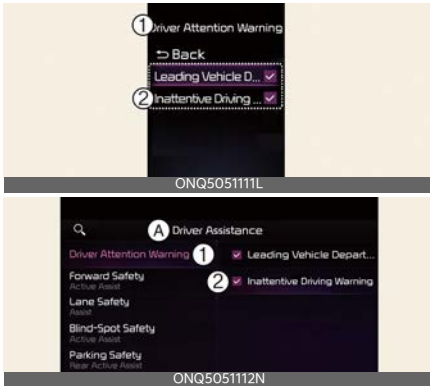 ① Driver Attention Warning
Back
Leading Vehicle D...
② Inattentive Driving ...
ONQ5051111L
Ⓐ Driver Assistance
Driver Attention Warning ①
Leading Vehicle Depart...
Forward Safety
Active Assist
② Inattentive Driving Warning
Lane Safety
Assist
Blind-Spot Safety
Active Assist
Parking Safety
Rear Active Assist
ONQ5051112N